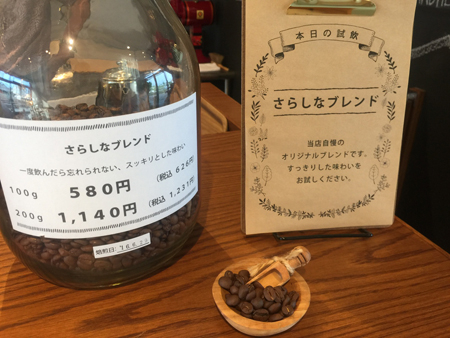 さらしなブレンド
一度飲んだら忘れられない、スッキリとした味わい
100g 580円 (税込 626円)
200g 1,140円 (税込 1,231円)
焙煎日:
本日の試飲
さらしなブレンド
当店自慢の
オリジナルブレンドです。
すっきりした味わいを
お試しください。